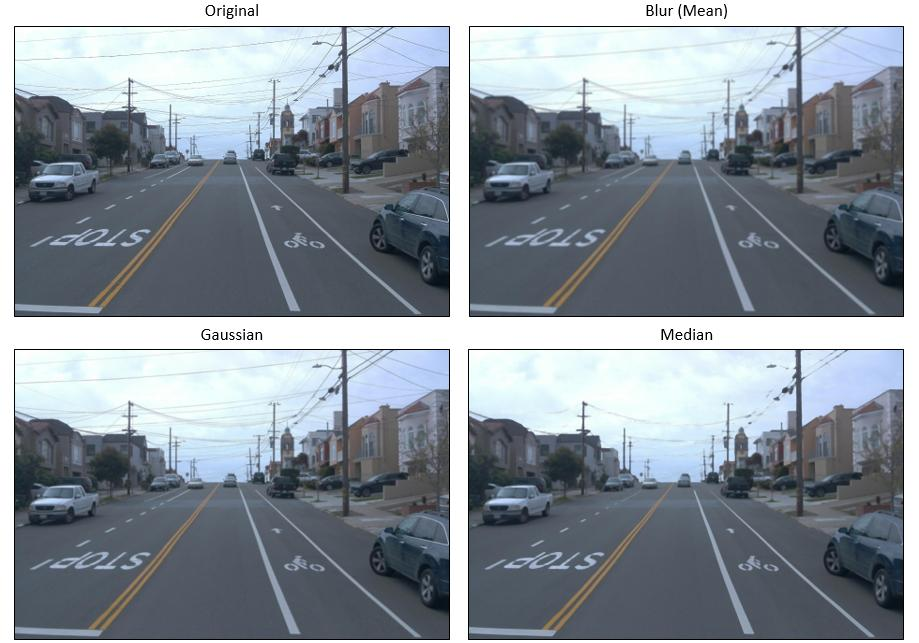 Original
Blur (Mean)
STOP
STOP
Gaussian
Median
STOP
STOP